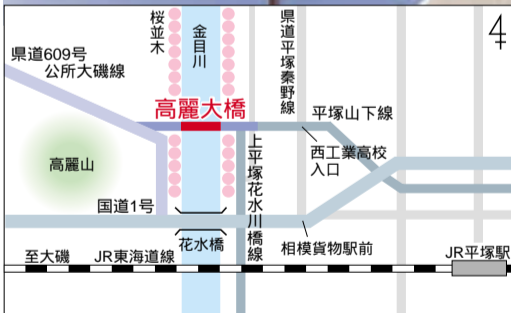 桜並木
金目川
県道平塚秦野線
県道609号
公所大磯線
高麗大橋
平塚山下線
西工業高校
入口
高麗山
上平塚花水川橋線
国道1号
花水橋
相模貨物駅前
至大磯
JR東海道線
JR平塚駅
4